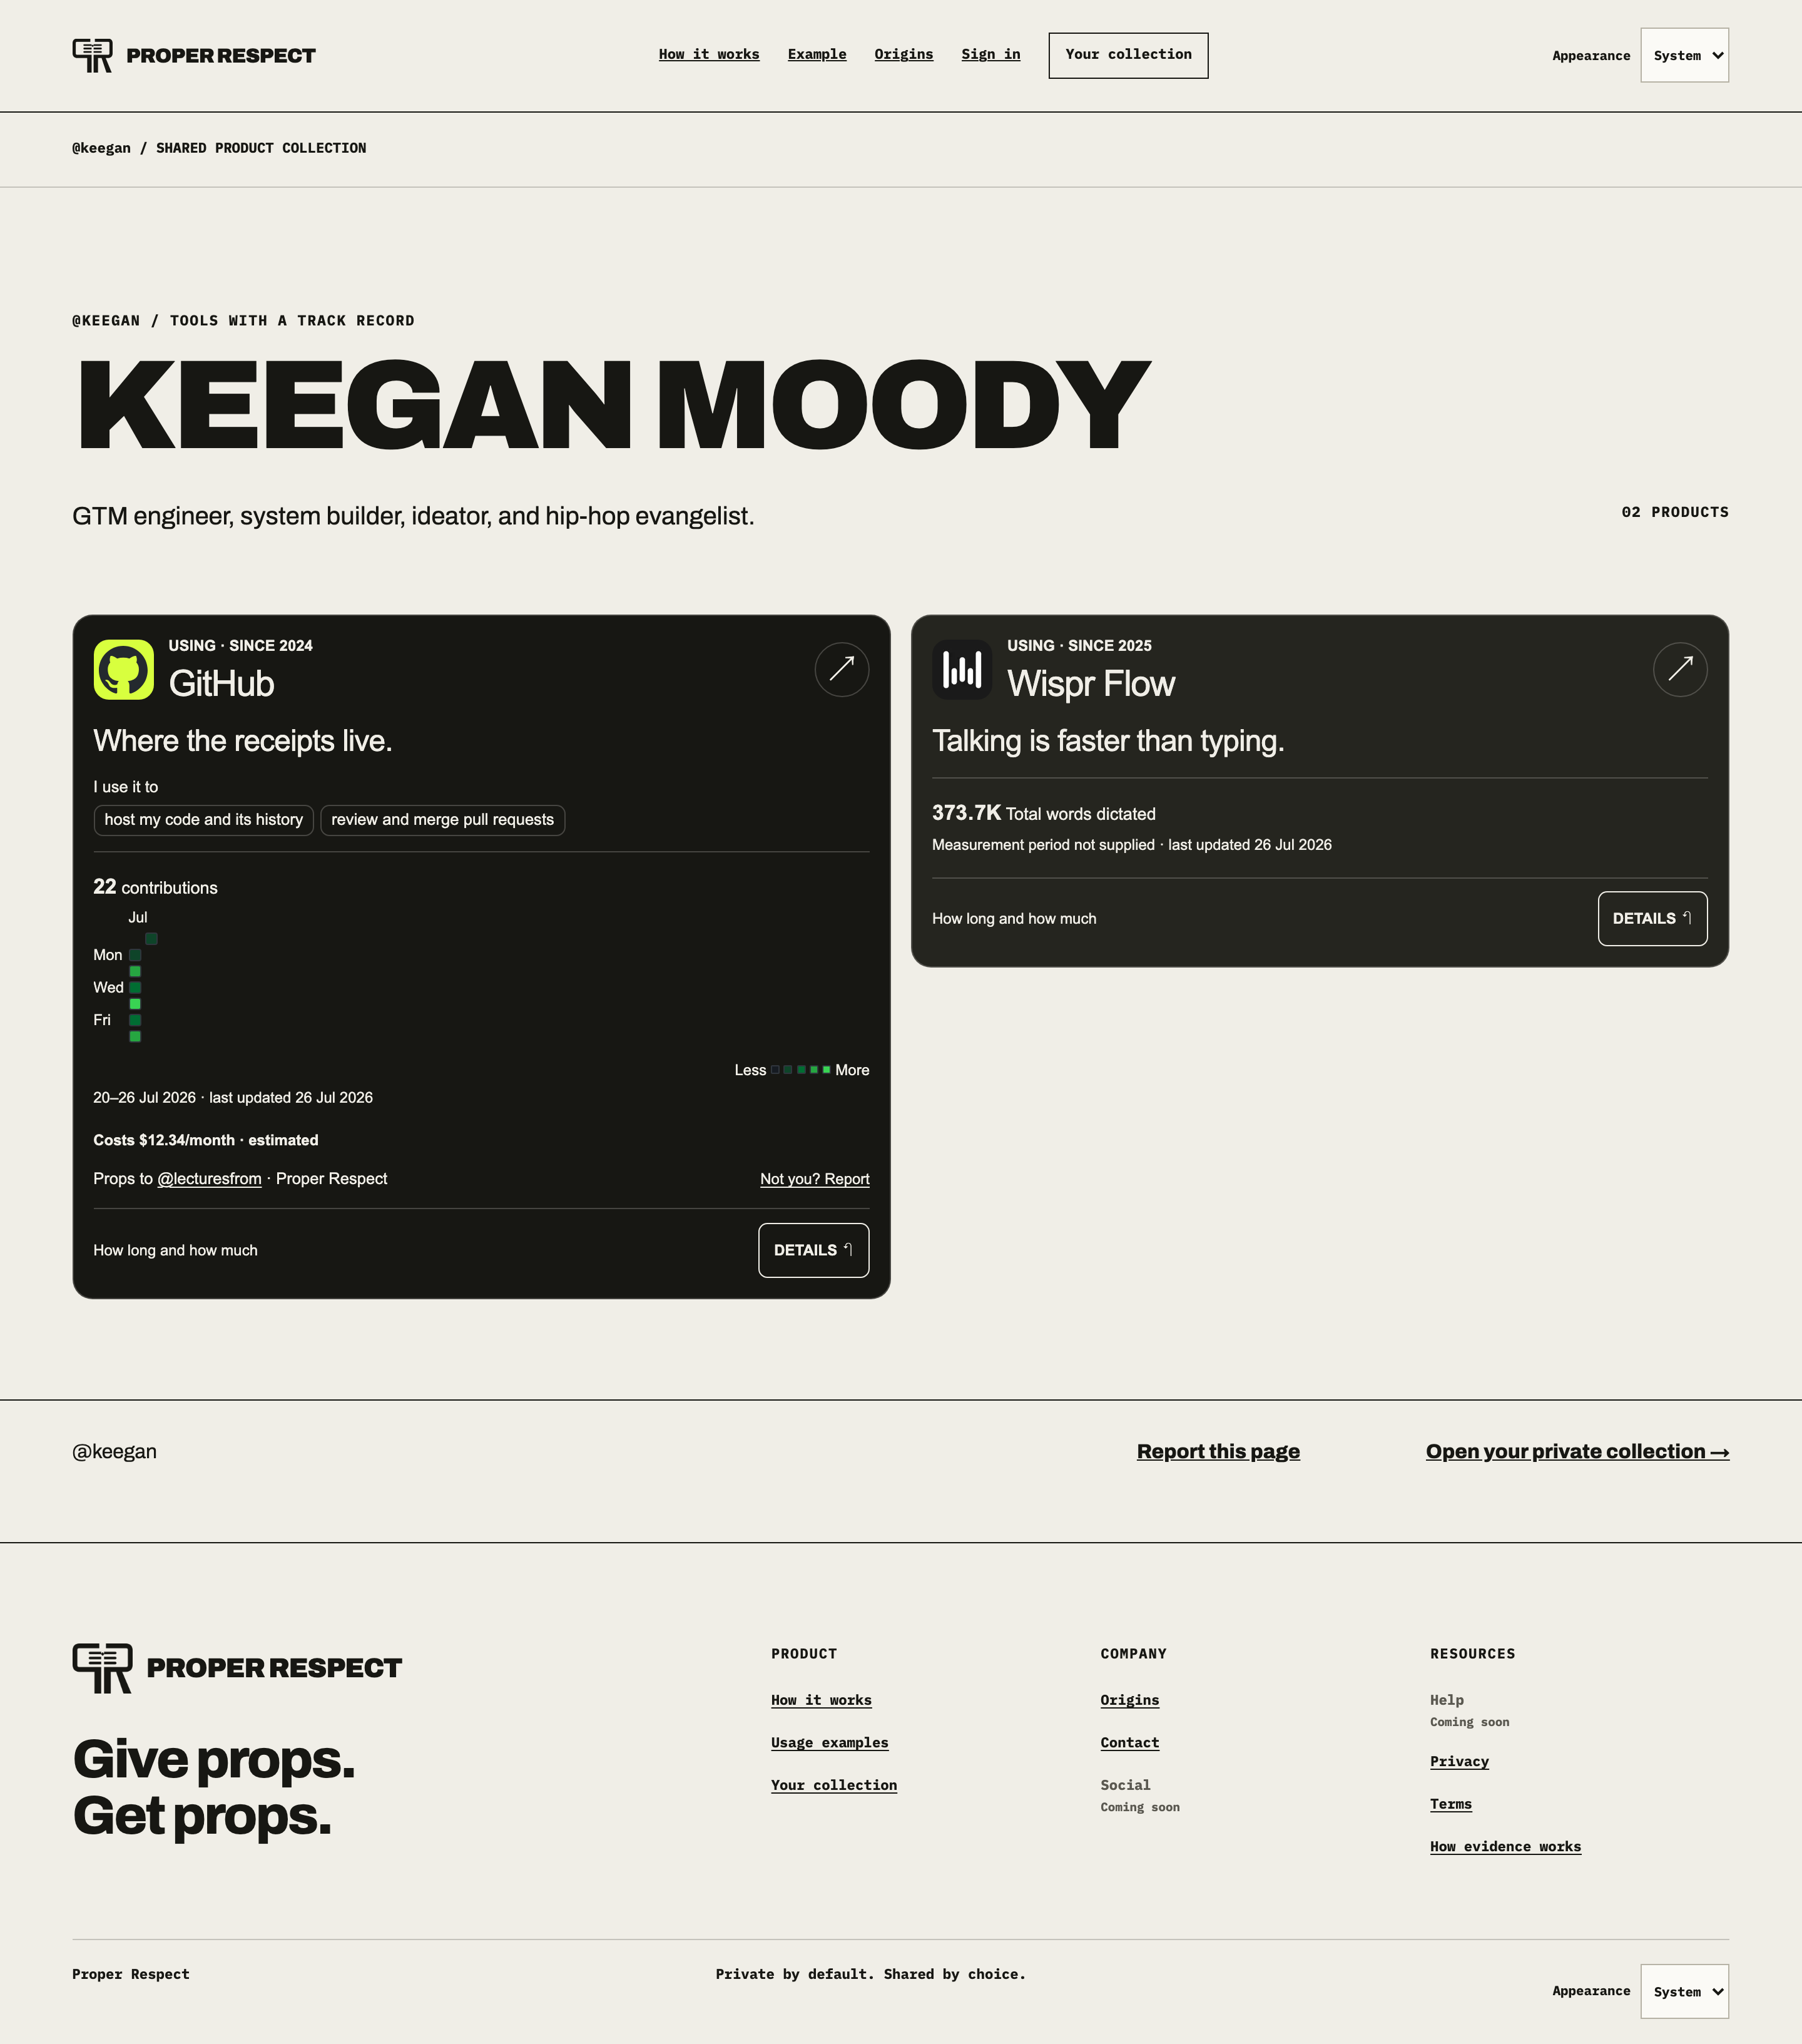 PROPER RESPECT
How it works
Example
Origins
Sign in
Your collection
Appearance
System
@keegan / SHARED PRODUCT COLLECTION
@KEEGAN / TOOLS WITH A TRACK RECORD
KEEGAN MOODY
GTM engineer, system builder, ideator, and hip-hop evangelist.
02 PRODUCTS
USING · SINCE 2024
GitHub
Where the receipts live.
I use it to
host my code and its history
review and merge pull requests
22 contributions
Jul
Mon
Wed
Fri
Less
More
20–26 Jul 2026 · last updated 26 Jul 2026
Costs $12.34/month · estimated
Props to @lecturesfrom · Proper Respect
Not you? Report
How long and how much
DETAILS
USING · SINCE 2025
Wispr Flow
Talking is faster than typing.
373.7K Total words dictated
Measurement period not supplied · last updated 26 Jul 2026
How long and how much
DETAILS
@keegan
Report this page
Open your private collection →
PROPER RESPECT
Give props.
Get props.
PRODUCT
How it works
Usage examples
Your collection
COMPANY
Origins
Contact
Social
Coming soon
RESOURCES
Help
Coming soon
Privacy
Terms
How evidence works
Proper Respect
Private by default. Shared by choice.
Appearance
System